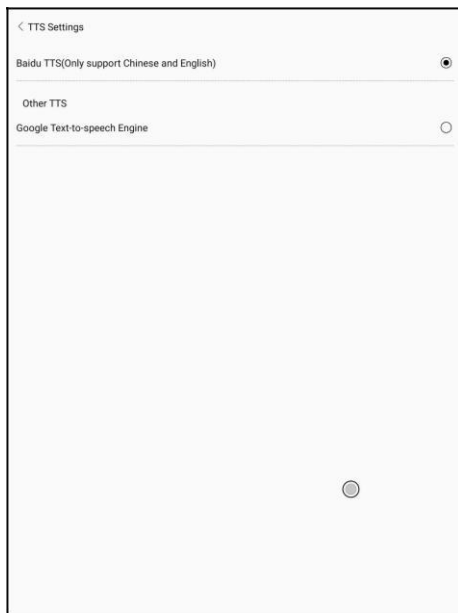 TTS Settings
Baidu TTS(Only support Chinese and English)
Other TTS
Google Text-to-speech Engine